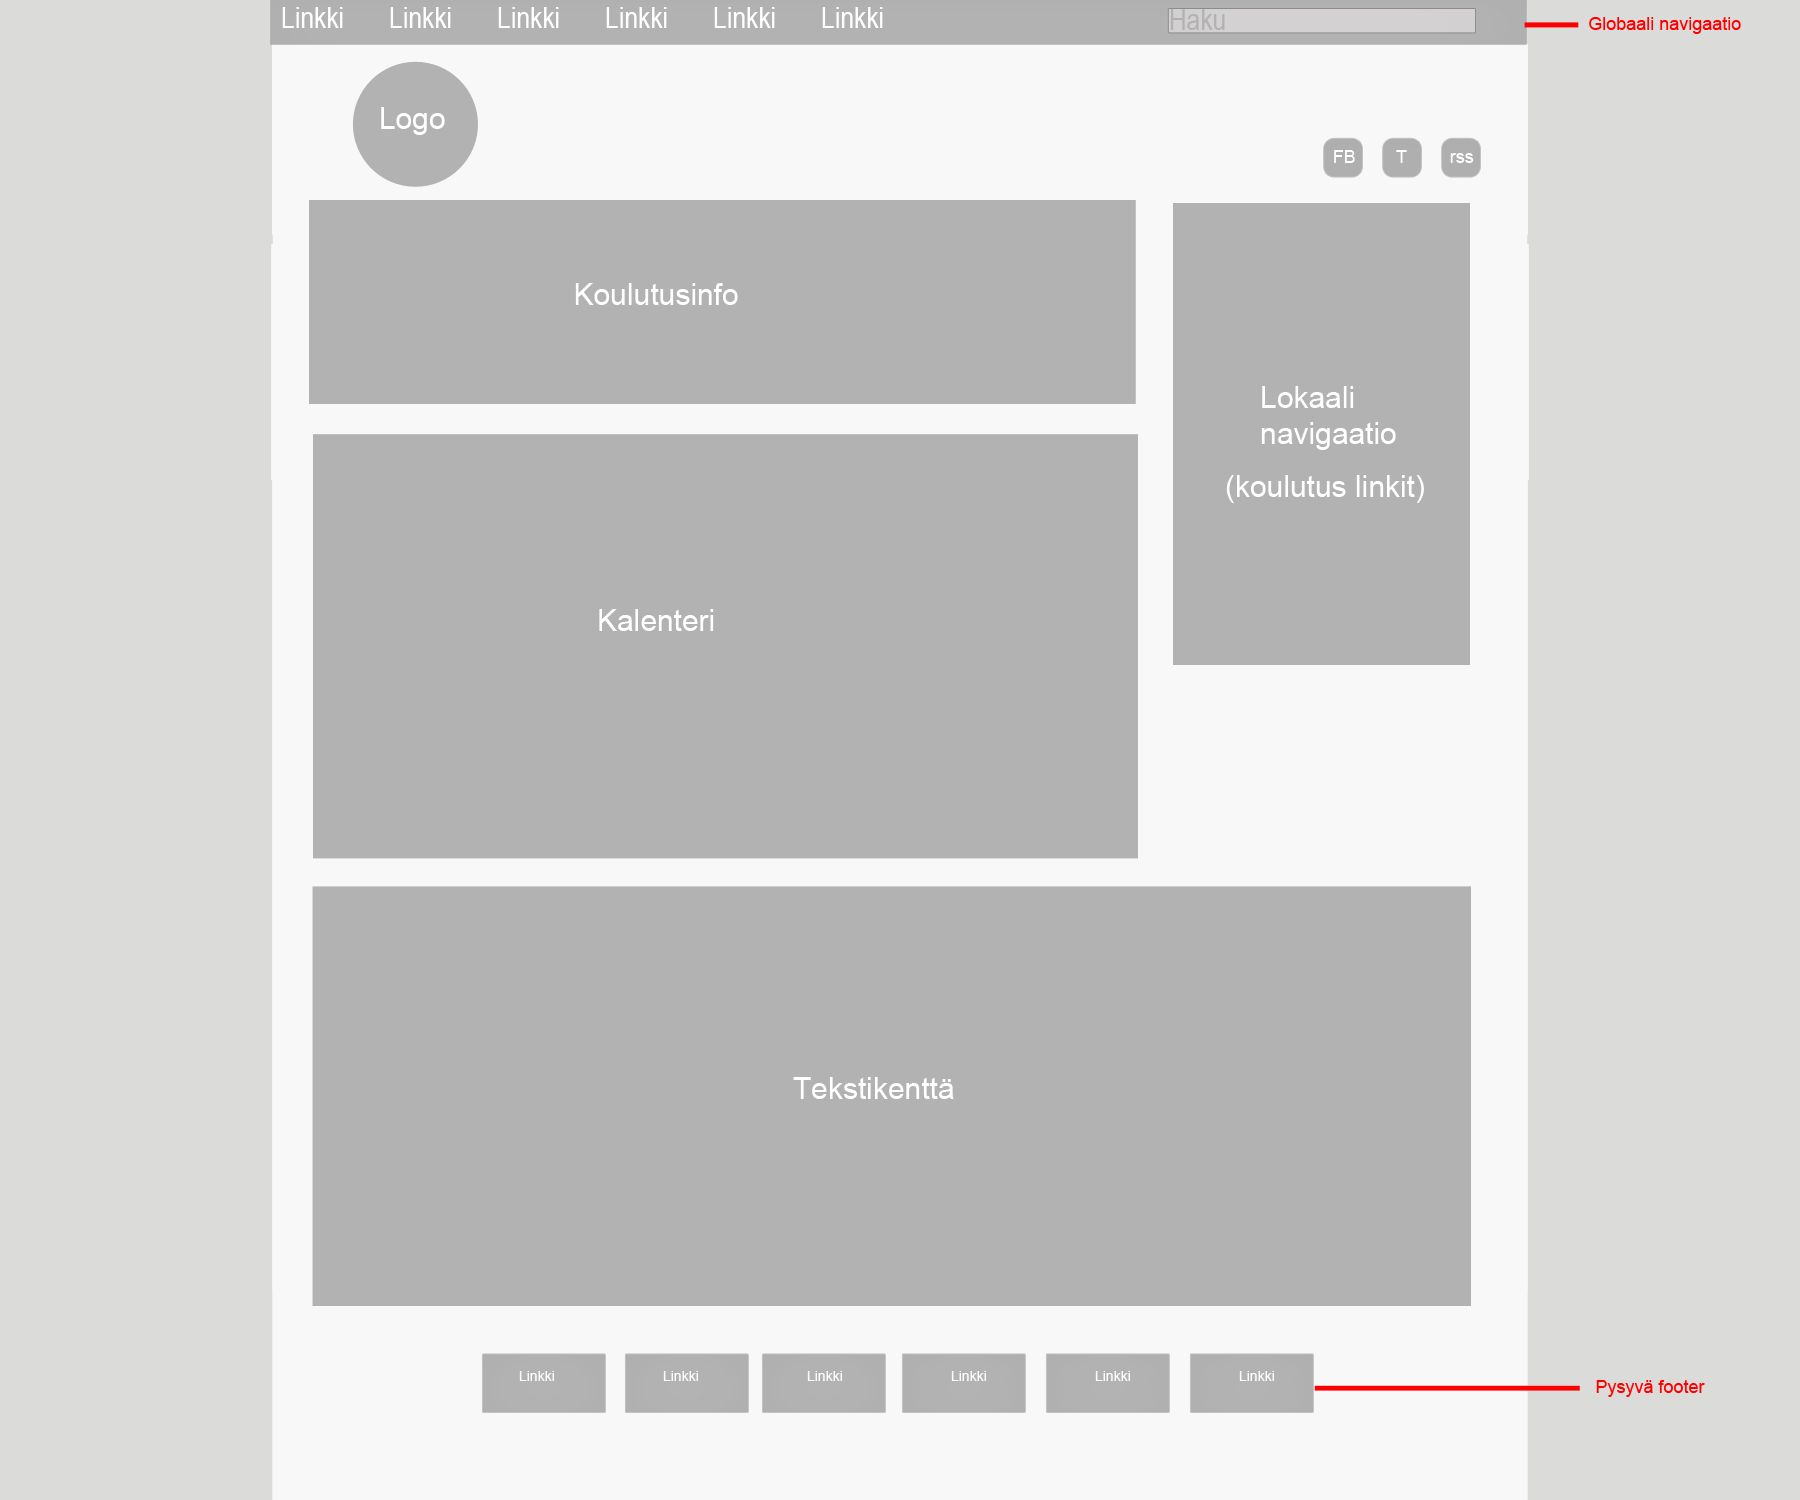 Linkki Linkki Linkki Linkki Linkki Linkki Haku Globaali navigaatio
Logo
FB T rss
Koulutusinfo
Lokaali
navigaatio
(koulutus linkit)
Kalenteri
Tekstikenttä
Linkki Linkki Linkki Linkki Linkki Linkki
Pysyvä footer